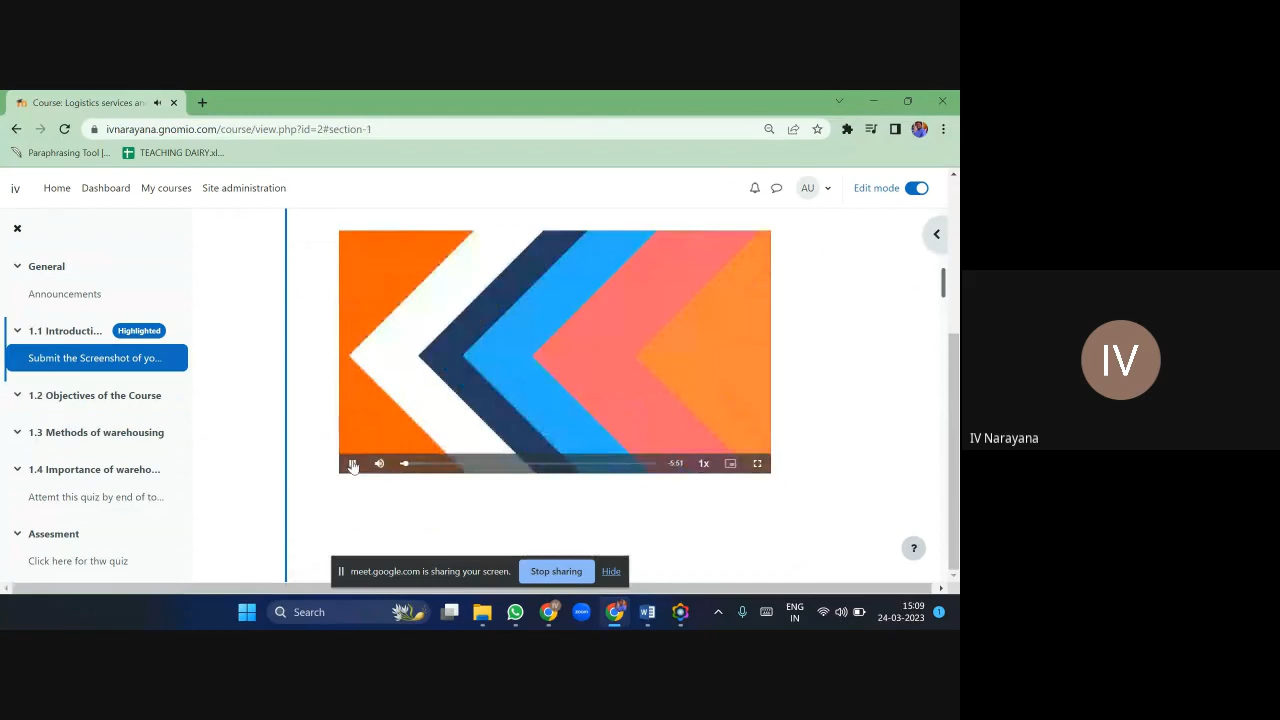 Course: Logistics services an
ivnarayana.gnomio.com/course/view.php?id=2#section-1
Paraphrasing Tool |... TEACHING DAIRY.xl...
iv Home Dashboard My courses Site administration AU Edit mode
General
Announcements
1.1 Introducti... Highlighted
Submit the Screenshot of yo...
1.2 Objectives of the Course
1.3 Methods of warehousing
1.4 Importance of wareho...
Attemt this quiz by end of to...
Assesment
Click here for thw quiz
-5:51 1x
?
meet.google.com is sharing your screen. Stop sharing Hide
Search
zoom
ENG
IN
15:09
24-03-2023
1
IV
IV Narayana